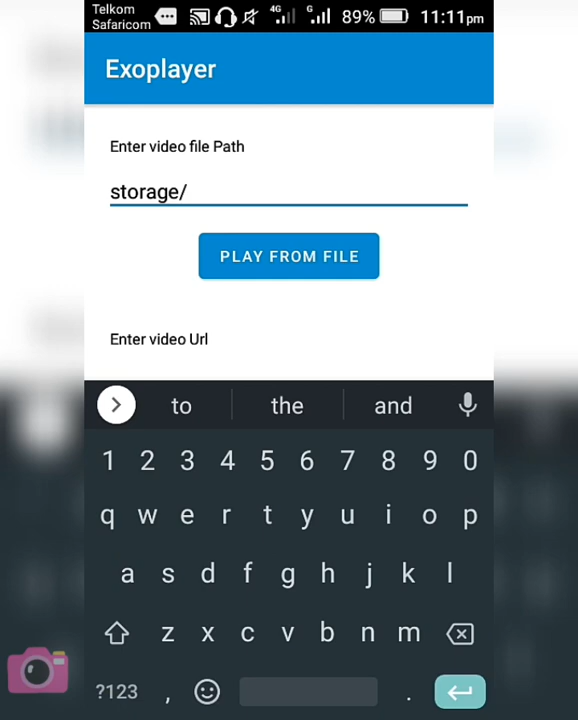 Telkom
Safaricom
4G
G
89%
11:11pm
Exoplayer
Enter video file Path
storage/
PLAY FROM FILE
Enter video Url
to the and
1 2 3 4 5 6 7 8 9 0
q w e r t y u i o p
a s d f g h j k l
z x c v b n m
?123 , .